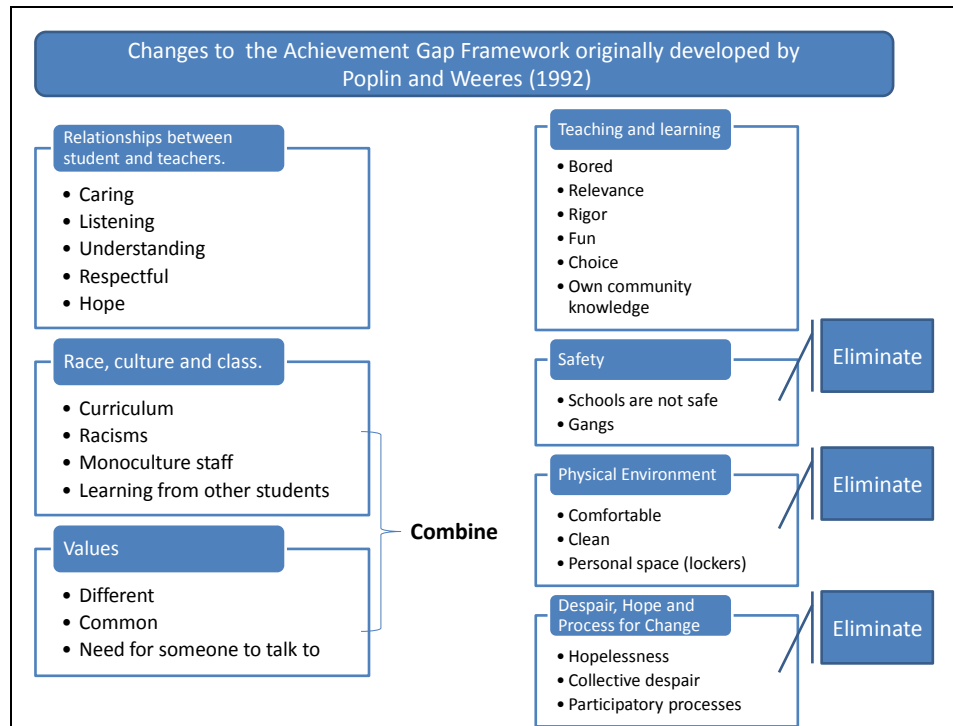 Changes to  the Achievement Gap Framework originally developed by
Poplin and Weeres (1992)
Relationships between
student and teachers.
• Caring
• Listening
• Understanding
• Respectful
• Hope
Race, culture and class.
• Curriculum
• Racisms
• Monoculture staff
• Learning from other students
Values
• Different
• Common
• Need for someone to talk to
Combine
Teaching and learning
• Bored
• Relevance
• Rigor
• Fun
• Choice
• Own community
knowledge
Safety
• Schools are not safe
• Gangs
Eliminate
Physical Environment
• Comfortable
• Clean
• Personal space (lockers)
Eliminate
Despair, Hope and
Process for Change
• Hopelessness
• Collective despair
• Participatory processes
Eliminate